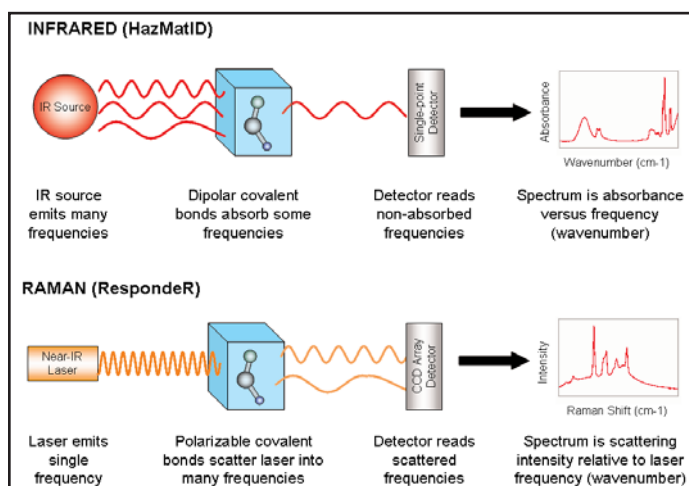 INFRARED (HazMatID)
IR Source
Single-point
Detector
Absorbance
Wavenumber (cm-1)
IR source
emits many
frequencies
Dipolar covalent
bonds absorb some
frequencies
Detector reads
non-absorbed
frequencies
Spectrum is absorbance
versus frequency
(wavenumber)
RAMAN (RespondeR)
Near-IR
Laser
CCD Array
Detector
Intensity
Raman Shift (cm-1)
Laser emits
single
frequency
Polarizable covalent
bonds scatter laser into
many frequencies
Detector reads
scattered
frequencies
Spectrum is scattering
intensity relative to laser
frequency (wavenumber)